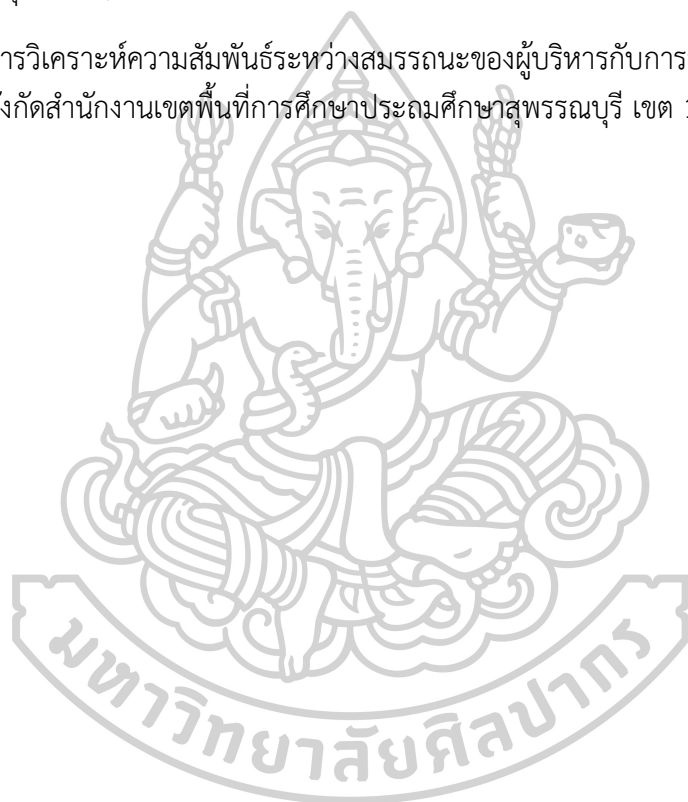 การวิเคราะห์ความสัมพันธ์ระหว่างสมรรถนะของผู้บริหารกับการ
สังกัดสำนักงานเขตพื้นที่การศึกษาประถมศึกษาสุพรรณบุรี เขต
มหาวิทยาลัยศิลปากร